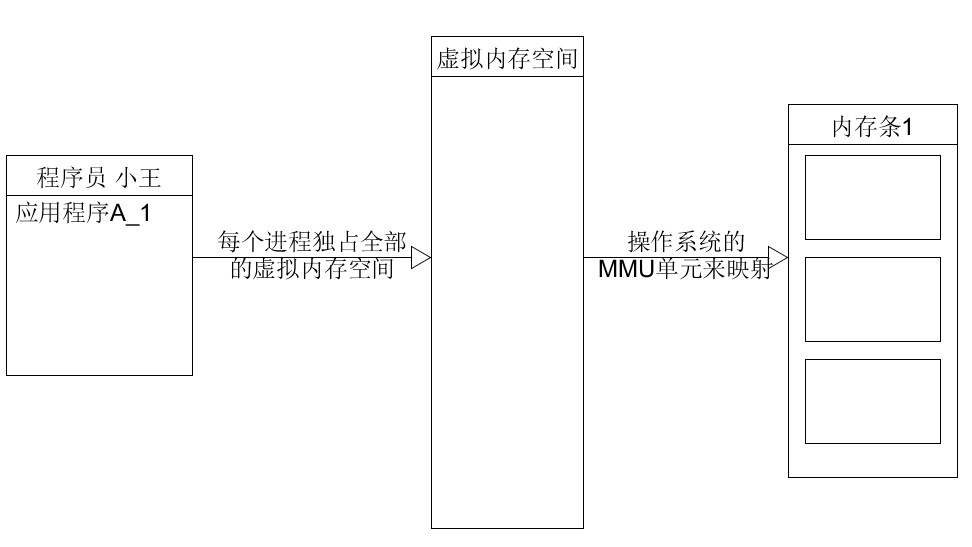 程序员 小王
应用程序A_1
每个进程独占全部
的虚拟内存空间
虚拟内存空间
操作系统的
MMU单元来映射
内存条1